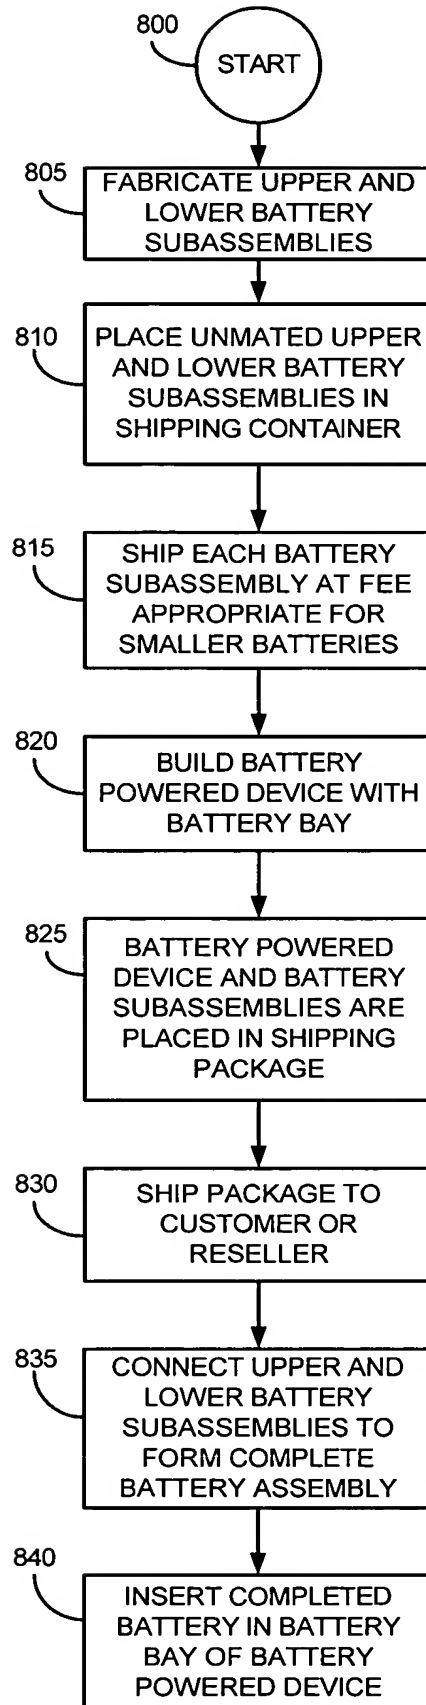 800
START
805
FABRICATE UPPER AND
LOWER BATTERY
SUBASSEMBLIES
810
PLACE UNMATED UPPER
AND LOWER BATTERY
SUBASSEMBLIES IN
SHIPPING CONTAINER
815
SHIP EACH BATTERY
SUBASSEMBLY AT FEE
APPROPRIATE FOR
SMALLER BATTERIES
820
BUILD BATTERY
POWERED DEVICE WITH
BATTERY BAY
825
BATTERY POWERED
DEVICE AND BATTERY
SUBASSEMBLIES ARE
PLACED IN SHIPPING
PACKAGE
830
SHIP PACKAGE TO
CUSTOMER OR
RESELLER
835
CONNECT UPPER AND
LOWER BATTERY
SUBASSEMBLIES TO
FORM COMPLETE
BATTERY ASSEMBLY
840
INSERT COMPLETED
BATTERY IN BATTERY
BAY OF BATTERY
POWERED DEVICE